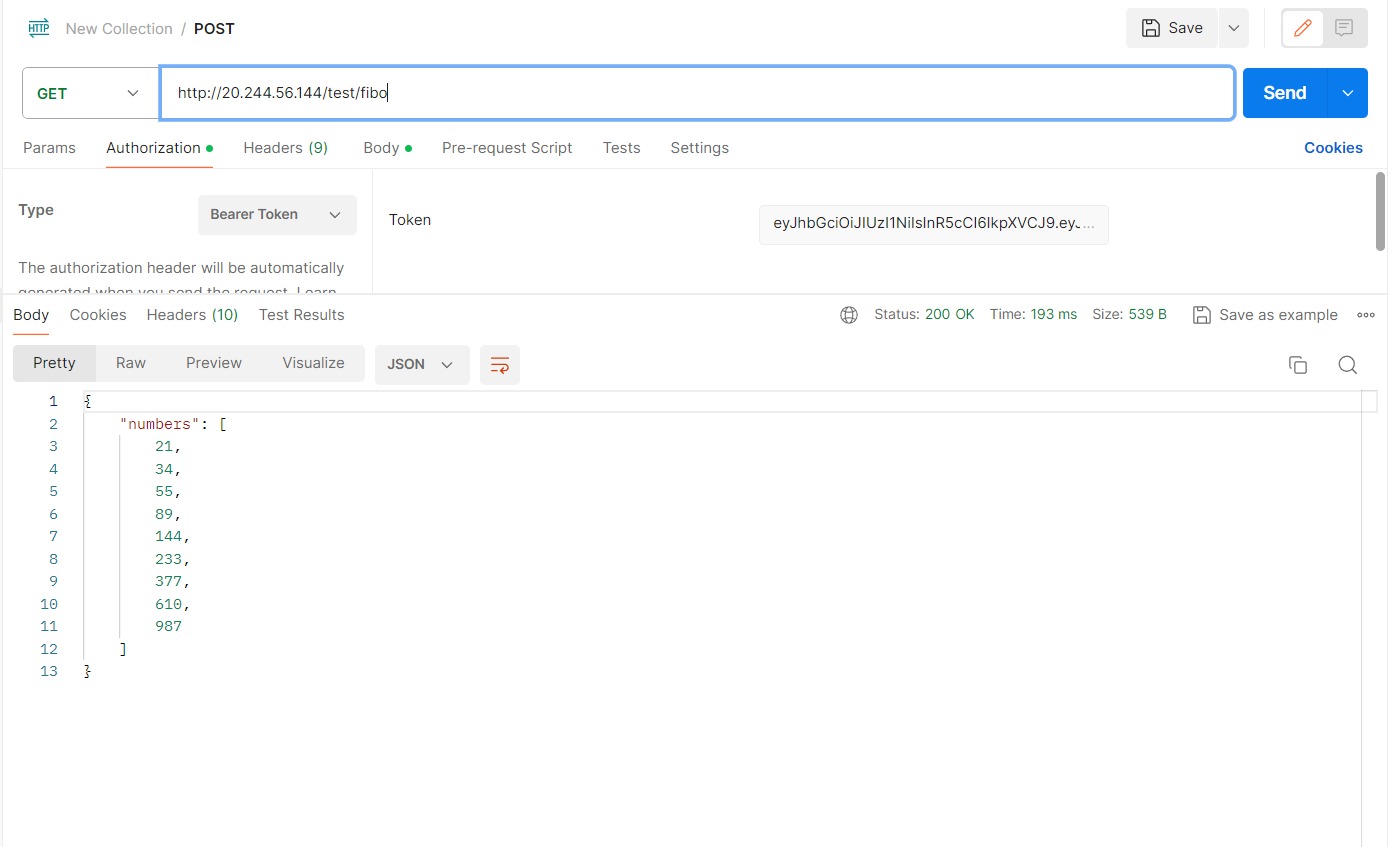 HTTP New Collection / POST Save
GET http://20.244.56.144/test/fibo Send
Params Authorization Headers (9) Body Pre-request Script Tests Settings Cookies
Type Bearer Token Token eyJhbGciOiJIUzI1NiIsInR5cCI6IkpXVCJ9.eyJ...
The authorization header will be automatically
generated when you send the request. Learn
Body Cookies Headers (10) Test Results Status: 200 OK Time: 193 ms Size: 539 B Save as example
Pretty Raw Preview Visualize JSON
1 {
2 "numbers": [
3 21,
4 34,
5 55,
6 89,
7 144,
8 233,
9 377,
10 610,
11 987
12 ]
13 }